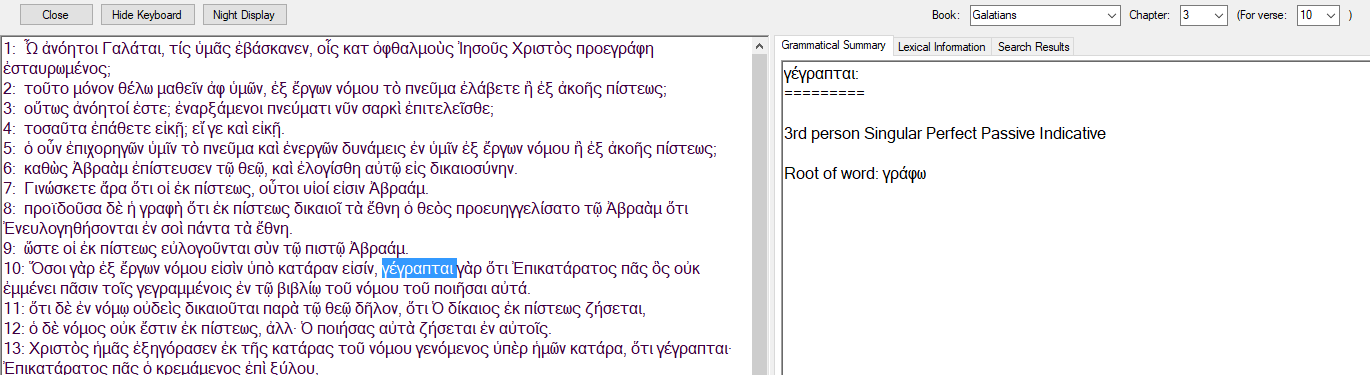 Close Hide Keyboard Night Display Book: Galatians Chapter: 3 (For verse: 10 )
Grammatical Summary Lexical Information Search Results
1: Ὦ ἀνόητοι Γαλάται, τίς ὑμᾶς ἐβάσκανεν, οἷς κατ ὀφθαλμοὺς Ἰησοῦς Χριστὸς προεγράφη
ἐσταυρωμένος;
2: τοῦτο μόνον θέλω μαθεῖν ἀφ ὑμῶν, ἐξ ἔργων νόμου τὸ πνεῦμα ἐλάβετε ἢ ἐξ ἀκοῆς πίστεως;
3: οὕτως ἀνόητοί ἐστε; ἐναρξάμενοι πνεύματι νῦν σαρκὶ ἐπιτελεῖσθε;
4: τοσαῦτα ἐπάθετε εἰκῇ; εἴ γε καὶ εἰκῇ.
5: ὁ οὖν ἐπιχορηγῶν ὑμῖν τὸ πνεῦμα καὶ ἐνεργῶν δυνάμεις ἐν ὑμῖν ἐξ ἔργων νόμου ἢ ἐξ ἀκοῆς πίστεως;
6: καθὼς Ἀβραὰμ ἐπίστευσεν τῷ θεῷ, καὶ ἐλογίσθη αὐτῷ εἰς δικαιοσύνην.
7: Γινώσκετε ἄρα ὅτι οἱ ἐκ πίστεως, οὗτοι υἱοί εἰσιν Ἀβραάμ.
8: προϊδοῦσα δὲ ἡ γραφὴ ὅτι ἐκ πίστεως δικαιοῖ τὰ ἔθνη ὁ θεὸς προευηγγελίσατο τῷ Ἀβραὰμ ὅτι
Ἐνευλογηθήσονται ἐν σοὶ πάντα τὰ ἔθνη.
9: ὥστε οἱ ἐκ πίστεως εὐλογοῦνται σὺν τῷ πιστῷ Ἀβραάμ.
10: Ὅσοι γὰρ ἐξ ἔργων νόμου εἰσὶν ὑπὸ κατάραν εἰσίν, γέγραπται γὰρ ὅτι Ἐπικατάρατος πᾶς ὃς οὐκ
ἐμμένει πᾶσιν τοῖς γεγραμμένοις ἐν τῷ βιβλίῳ τοῦ νόμου τοῦ ποιῆσαι αὐτά.
11: ὅτι δὲ ἐν νόμῳ οὐδεὶς δικαιοῦται παρὰ τῷ θεῷ δῆλον, ὅτι Ὁ δίκαιος ἐκ πίστεως ζήσεται,
12: ὁ δὲ νόμος οὐκ ἔστιν ἐκ πίστεως, ἀλλ· Ὁ ποιήσας αὐτὰ ζήσεται ἐν αὐτοῖς.
13: Χριστὸς ἡμᾶς ἐξηγόρασεν ἐκ τῆς κατάρας τοῦ νόμου γενόμενος ὑπὲρ ἡμῶν κατάρα, ὅτι γέγραπται·
Ἐπικατάρατος πᾶς ὁ κρεμάμενος ἐπὶ ξύλου,
γέγραπται:
=========
3rd person Singular Perfect Passive Indicative
Root of word: γράφω